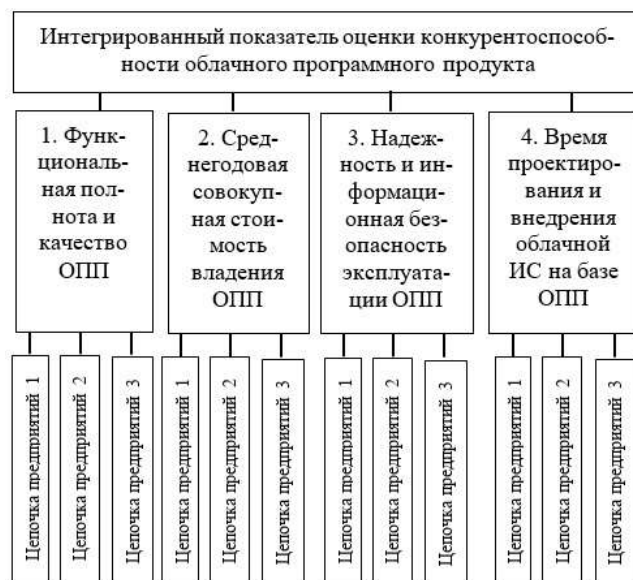 Интегрированный показатель оценки конкурентоспособ-
ности облачного программного продукта
1. Функ-
циональ-
ная пол-
нота и
качество
ОПП
2. Сред-
негодовая
совокуп-
ная стои-
мость
владения
ОПП
3. Надеж-
ность и ин-
формаци-
онная без-
опасность
эксплуата-
ции ОПП
4. Время
проектиро-
вания и
внедрения
облачной
ИС на базе
ОПП
Цепочка предприятий 1
Цепочка предприятий 2
Цепочка предприятий 3
Цепочка предприятий 1
Цепочка предприятий 2
Цепочка предприятий 3
Цепочка предприятий 1
Цепочка предприятий 2
Цепочка предприятий 3
Цепочка предприятий 1
Цепочка предприятий 2
Цепочка предприятий 3